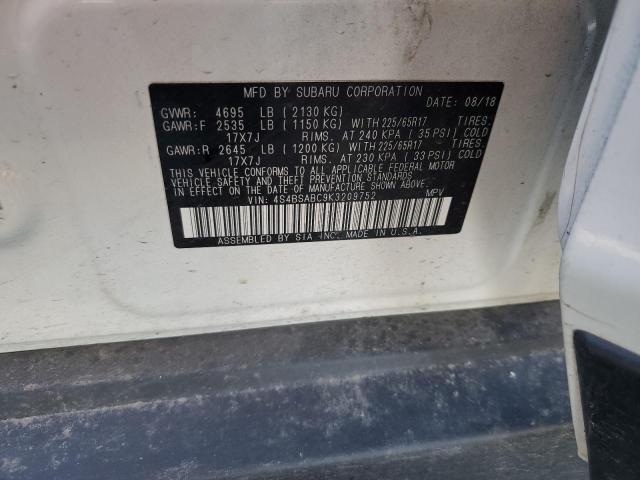 MFD BY SUBARU CORPORATION
DATE: 08/18
GVWR: 4695 LB (2130 KG)
GAWR:F 2535 LB (1150 KG) WITH 225/65R17 TIRES.
17X7J RIMS. AT 240 KPA (35 PSI) COLD
GAWR:R 2645 LB (1200 KG) WITH 225/65R17 TIRES.
17X7J RIMS. AT 230 KPA (33 PSI) COLD
THIS VEHICLE CONFORMS TO ALL APPLICABLE FEDERAL MOTOR
VEHICLE SAFETY AND THEFT PREVENTION STANDARDS
IN EFFECT ON THE DATE OF MANUFACTURE SHOWN ABOVE.
VIN: 4S4BSABC9K3209752 MPV
ASSEMBLED BY SIA INC. MADE IN U.S.A.